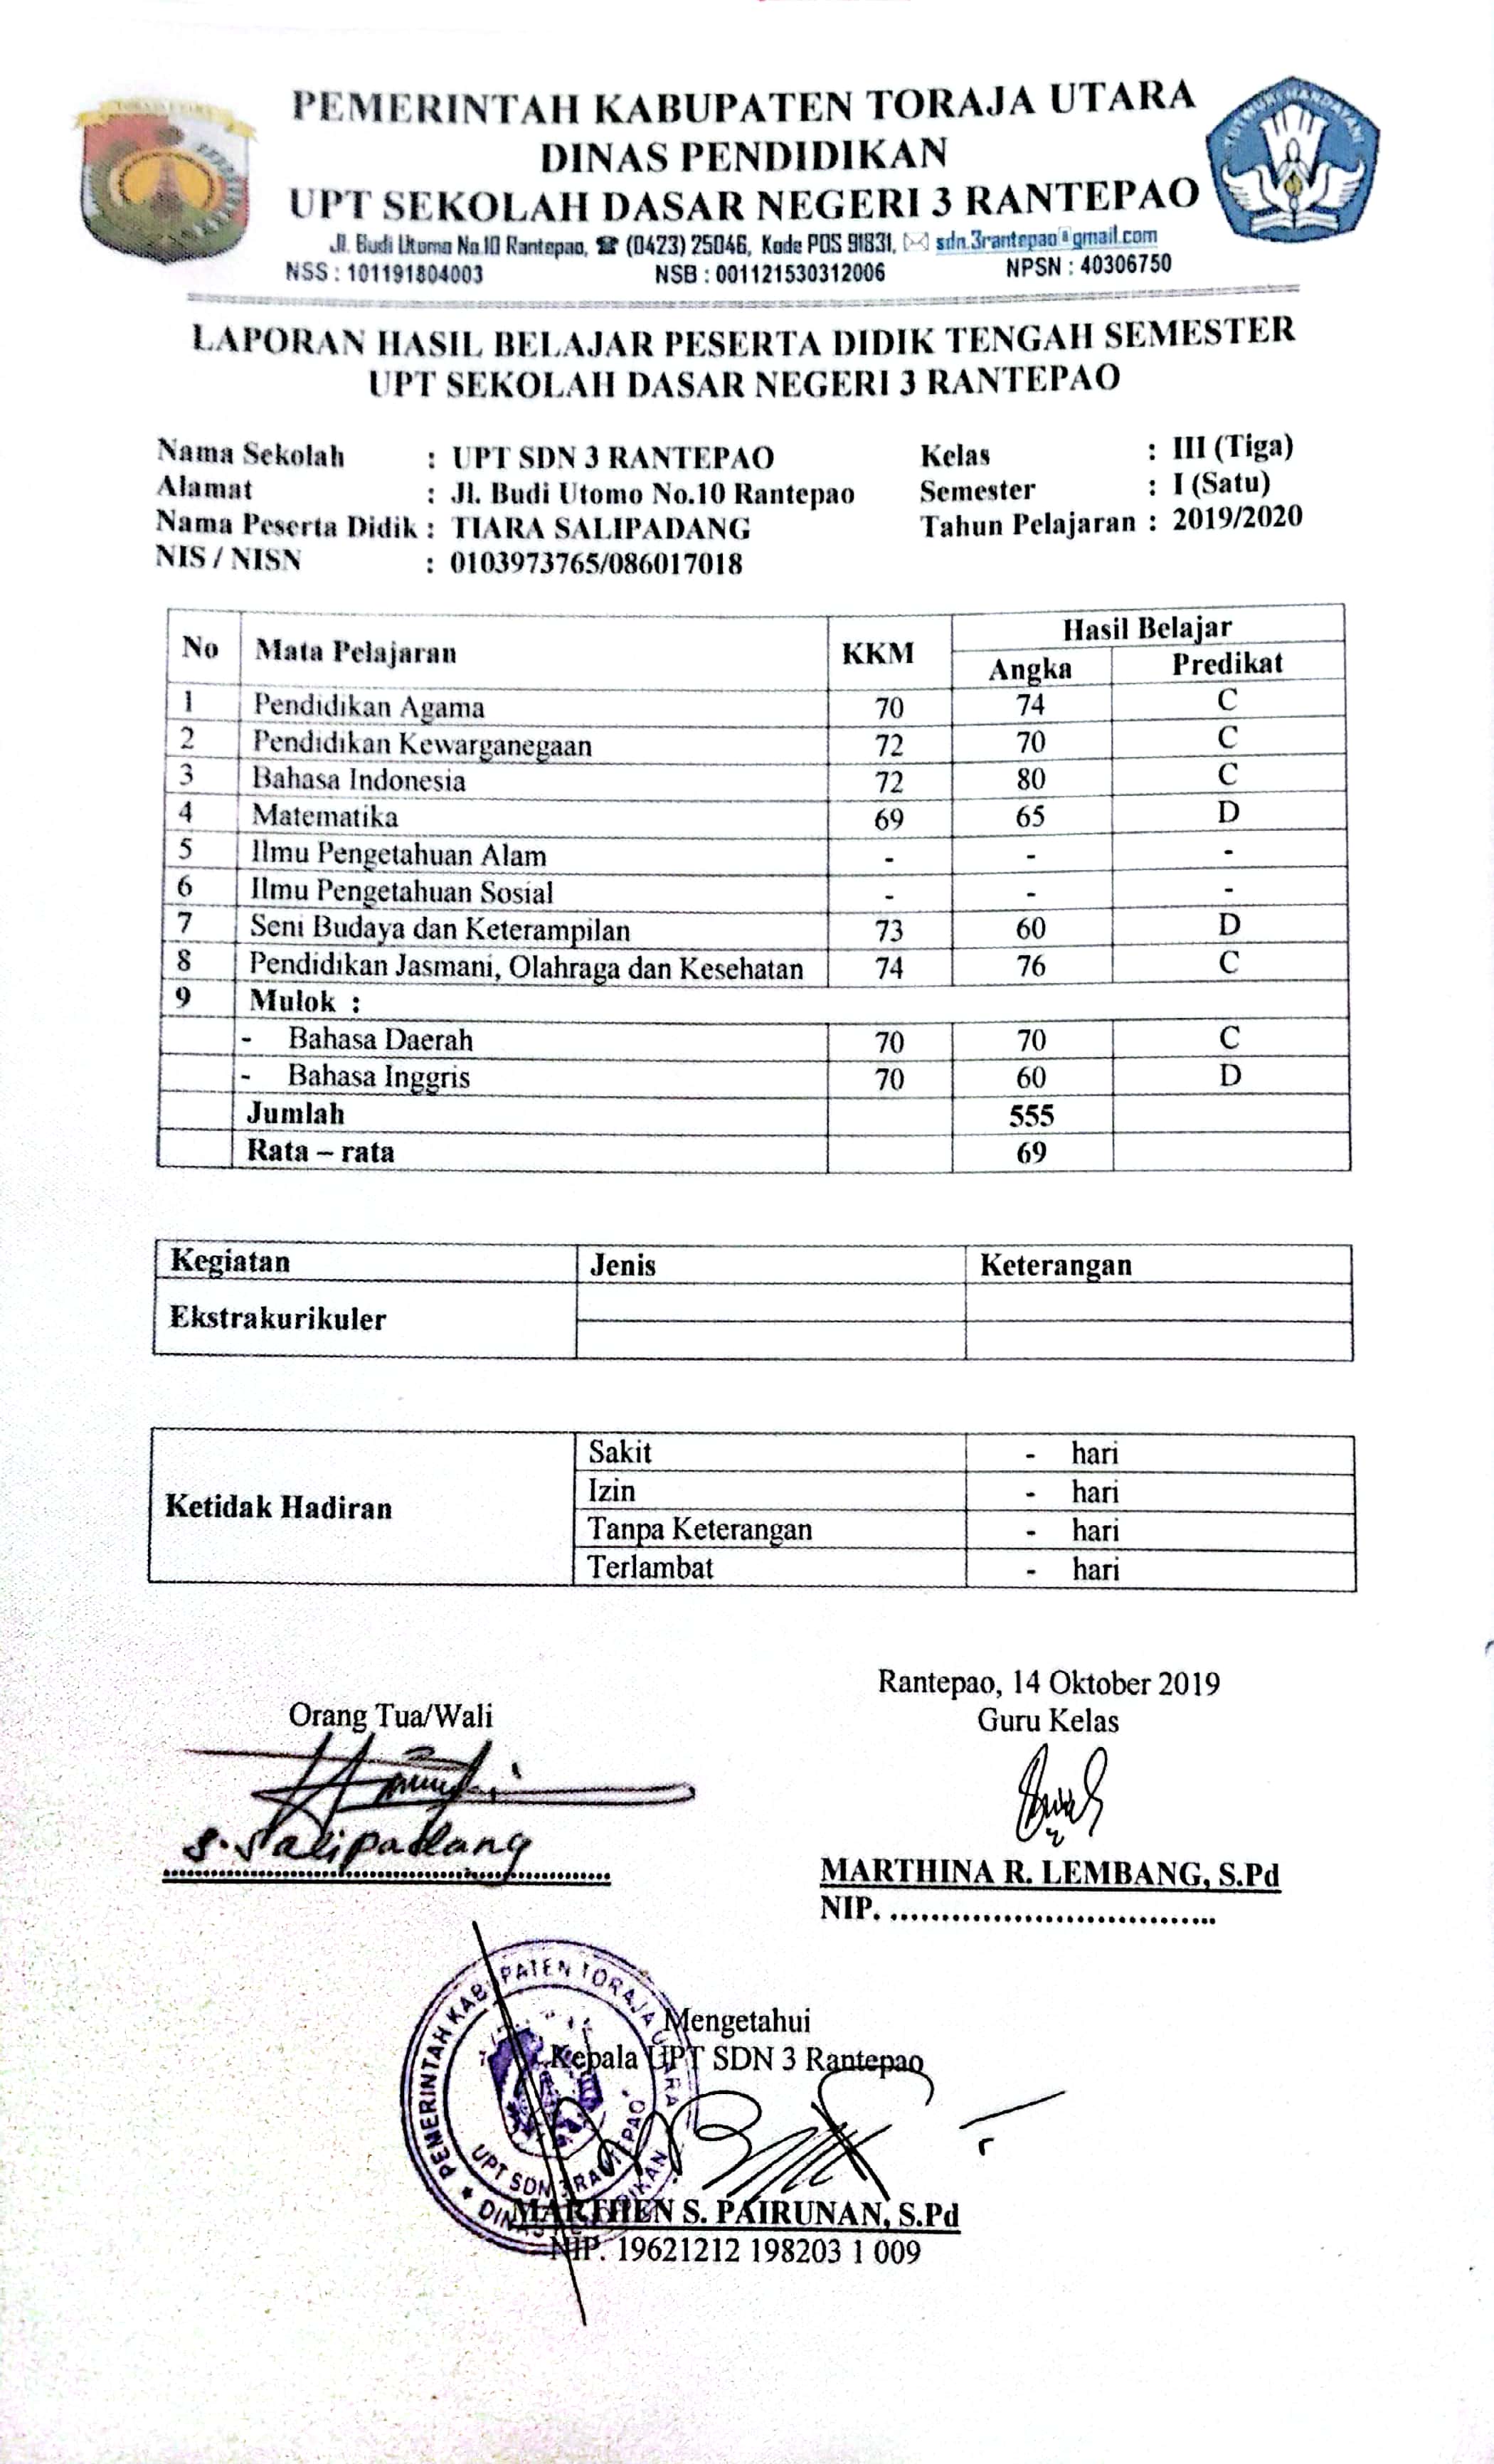 TORAJA UTARA
TUT WURI HANDAYANI
PEMERINTAH KABUPATEN TORAJA UTARA
DINAS PENDIDIKAN
UPT SEKOLAH DASAR NEGERI 3 RANTEPAO
Jl. Budi Utomo No.10 Rantepao, ☎ (0423) 25046, Kode POS 91831, ✉ sdn.3rantepao@gmail.com
NSS : 101191804003 NSB : 001121530312006 NPSN : 40306750
LAPORAN HASIL BELAJAR PESERTA DIDIK TENGAH SEMESTER
UPT SEKOLAH DASAR NEGERI 3 RANTEPAO
Nama Sekolah : UPT SDN 3 RANTEPAO Kelas : III (Tiga)
Alamat : Jl. Budi Utomo No.10 Rantepao Semester : I (Satu)
Nama Peserta Didik : TIARA SALIPADANG Tahun Pelajaran : 2019/2020
NIS / NISN : 0103973765/086017018
No Mata Pelajaran KKM Hasil Belajar
Angka Predikat
1 Pendidikan Agama 70 74 C
2 Pendidikan Kewarganegaan 72 70 C
3 Bahasa Indonesia 72 80 C
4 Matematika 69 65 D
5 Ilmu Pengetahuan Alam - - -
6 Ilmu Pengetahuan Sosial - - -
7 Seni Budaya dan Keterampilan 73 60 D
8 Pendidikan Jasmani, Olahraga dan Kesehatan 74 76 C
9 Mulok :
- Bahasa Daerah 70 70 C
- Bahasa Inggris 70 60 D
Jumlah 555
Rata – rata 69
Kegiatan Jenis Keterangan
Ekstrakurikuler
Ketidak Hadiran
Sakit - hari
Izin - hari
Tanpa Keterangan - hari
Terlambat - hari
Rantepao, 14 Oktober 2019
Orang Tua/Wali Guru Kelas
S. Salipadang
MARTHINA R. LEMBANG, S.Pd
NIP. ................................
PEMERINTAH KABUPATEN TORAJA UTARA
UPT SDN 3 RANTEPAO
DINAS PENDIDIKAN
Mengetahui
Kepala UPT SDN 3 Rantepao
MARTHEN S. PAIRUNAN, S.Pd
NIP. 19621212 198203 1 009